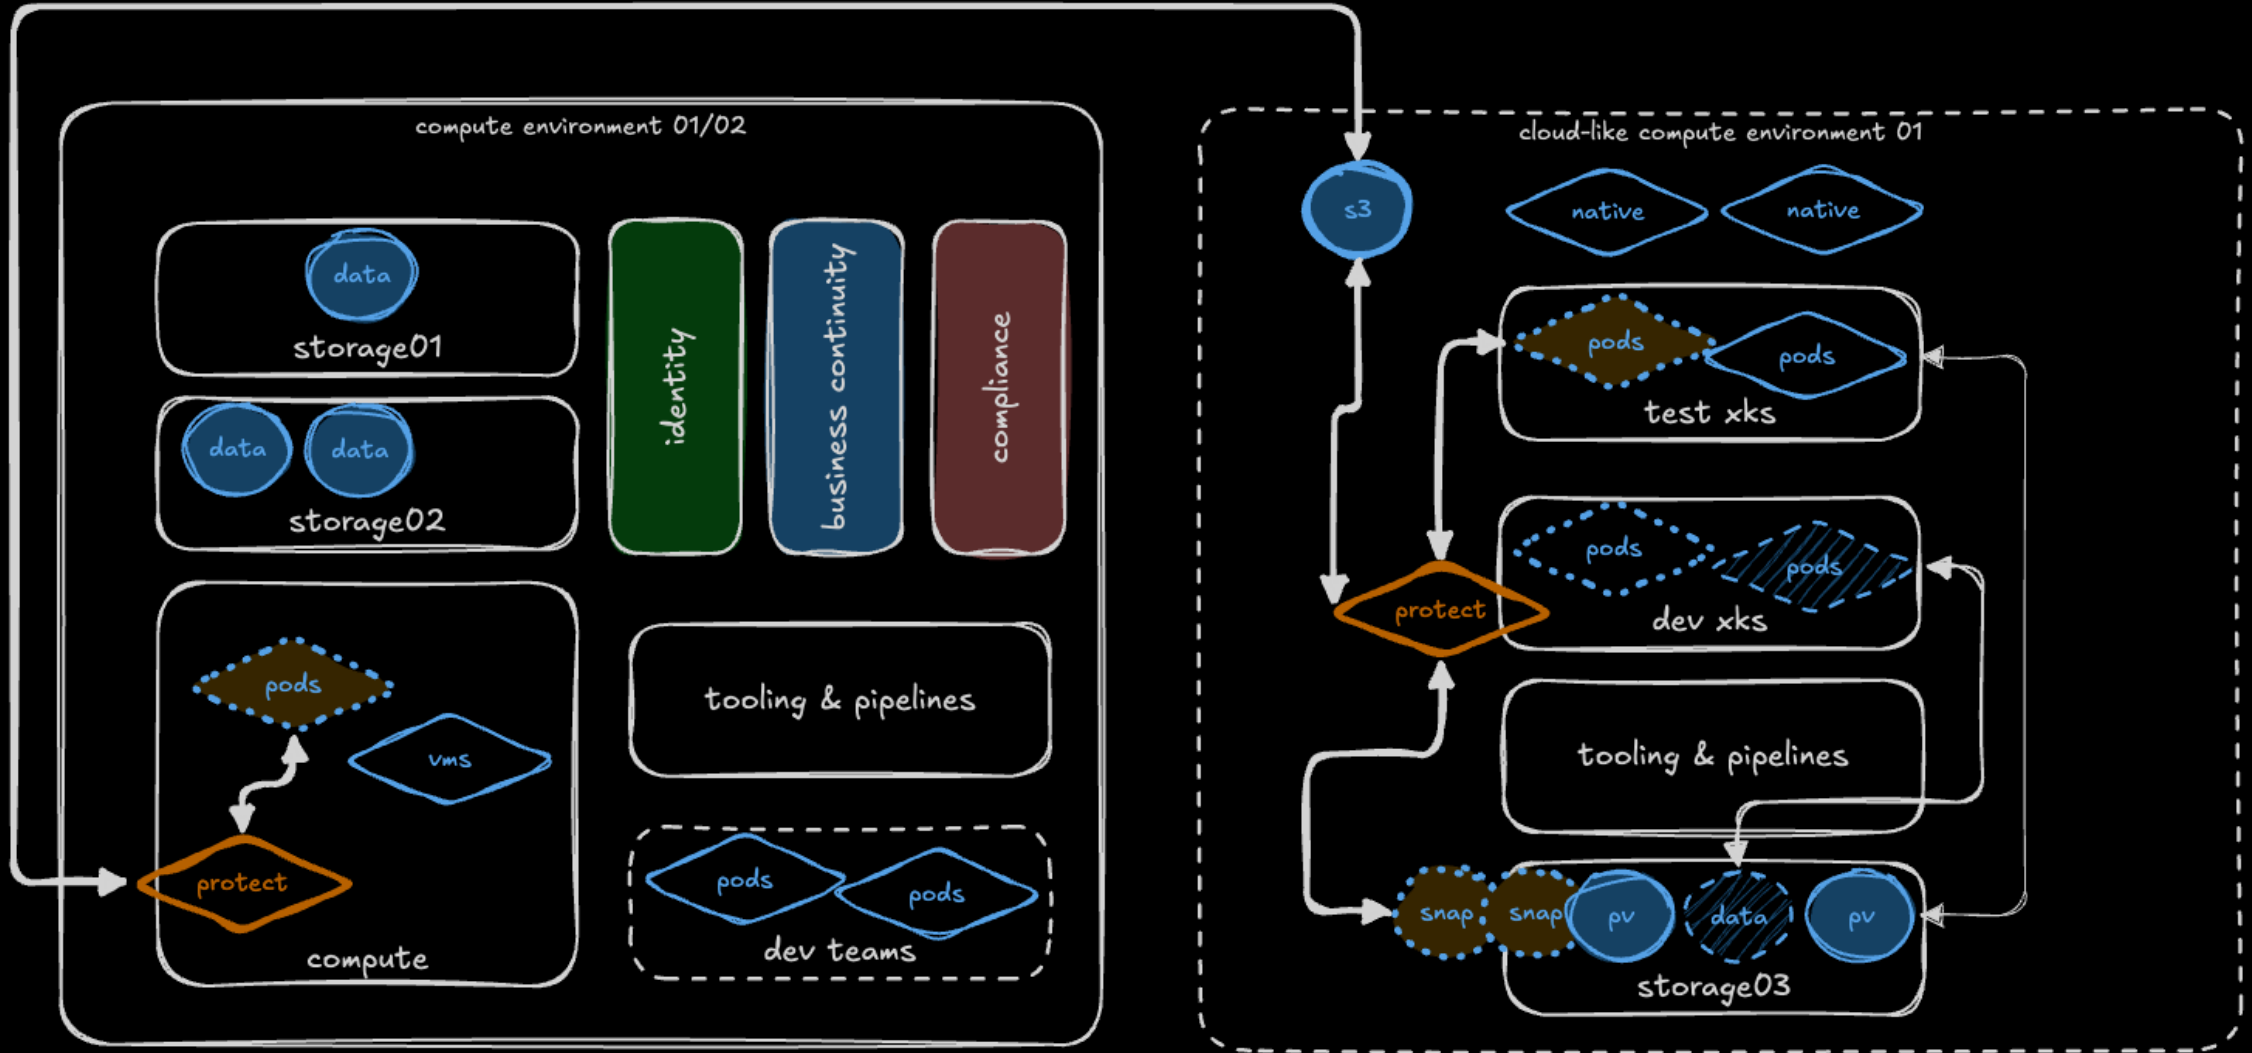 compute environment 01/02
data
storage01
data
data
storage02
identity
business continuity
compliance
pods
vms
protect
compute
tooling & pipelines
pods
pods
dev teams
cloud-like compute environment 01
s3
native
native
pods
pods
test xks
pods
pods
dev xks
protect
tooling & pipelines
snap
snap
pv
data
pv
storage03